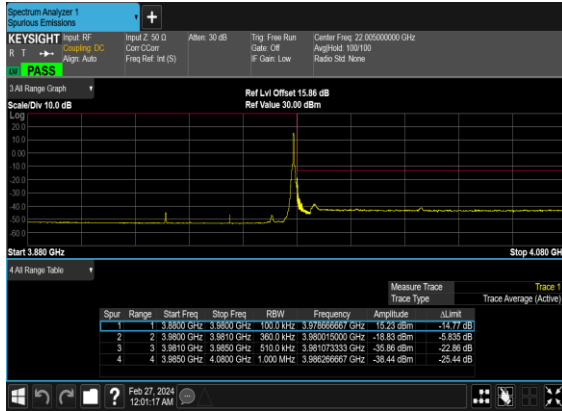 Spectrum Analyzer 1
Spurious Emissions
KEYSIGHT
R T
PASS
Input: RF
Coupling: DC
Align: Auto
Input Z: 50 Ω
Corr CCorr
Freq Ref: Int (S)
Atten: 30 dB
Trig: Free Run
Gate: Off
IF Gain: Low
Center Freq: 22.005000000 GHz
Avg|Hold: 100/100
Radio Std: None
3 All Range Graph
Scale/Div 10.0 dB
Ref Lvl Offset 15.86 dB
Ref Value 30.00 dBm
Log
20.0
10.0
0.00
-10.0
-20.0
-30.0
-40.0
-50.0
-60.0
Start 3.880 GHz
Stop 4.080 GH
4 All Range Table
Measure Trace Trace 1
Trace Type Trace Average (Active)
Spur Range Start Freq Stop Freq RBW Frequency Amplitude ΔLimit
1 1 3.8800 GHz 3.9800 GHz 100.0 kHz 3.978666667 GHz 15.23 dBm -14.77 dB
2 2 3.9800 GHz 3.9810 GHz 360.0 kHz 3.980015000 GHz -18.83 dBm -5.835 dB
3 3 3.9810 GHz 3.9850 GHz 510.0 kHz 3.981073333 GHz -35.86 dBm -22.86 dB
4 4 3.9850 GHz 4.0800 GHz 1.000 MHz 3.986266667 GHz -38.44 dBm -25.44 dB
Feb 27, 2024
12:01:17 AM